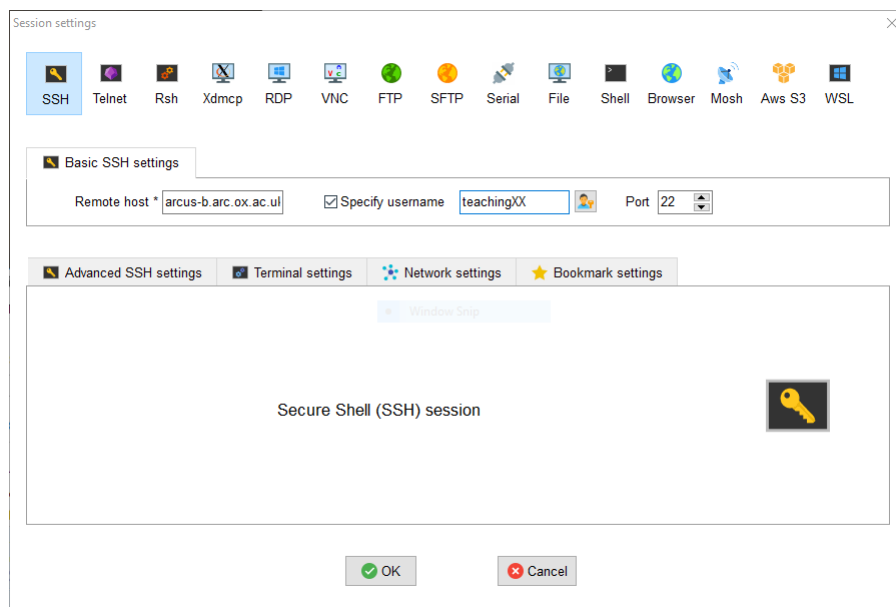 Session settings
SSH Telnet Rsh Xdmcp RDP VNC FTP SFTP Serial File Shell Browser Mosh Aws S3 WSL
Basic SSH settings
Remote host * arcus-b.arc.ox.ac.ul Specify username teachingXX Port 22
Advanced SSH settings Terminal settings Network settings Bookmark settings
Window Snip
Secure Shell (SSH) session
OK Cancel